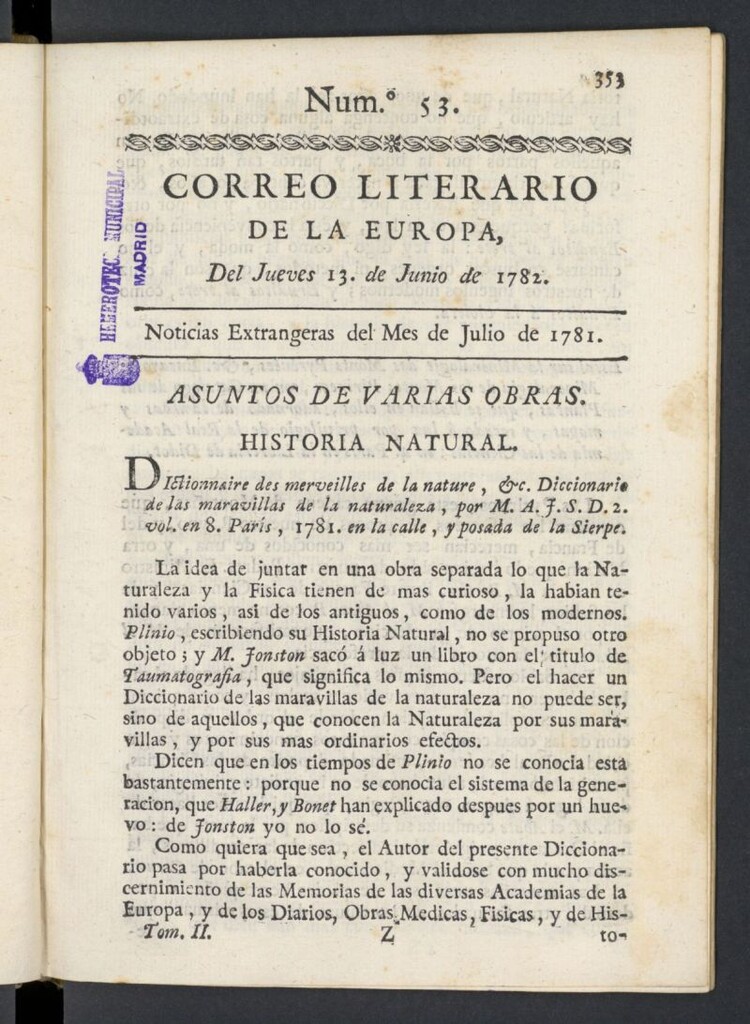 353
Num.º 53.
CORREO LITERARIO
DE LA EUROPA,
Del Jueves 13. de Junio de 1782.
HEMEROTECA MUNICIPAL
MADRID
Noticias Extrangeras del Mes de Julio de 1781.
ASUNTOS DE VARIAS OBRAS.
HISTORIA NATURAL.
DIctionnaire des merveilles de la nature, &c. Diccionario
de las maravillas de la naturaleza, por M. A. J. S. D. 2.
vol. en 8. París, 1781. en la calle, y posada de la Sierpe.
La idea de juntar en una obra separada lo que la Na-
turaleza y la Fisica tienen de mas curioso, la habian te-
nido varios, asi de los antiguos, como de los modernos.
Plinio, escribiendo su Historia Natural, no se propuso otro
objeto; y M. Jonston sacó á luz un libro con el titulo de
Taumatografia, que significa lo mismo. Pero el hacer un
Diccionario de las maravillas de la naturaleza no puede ser,
sino de aquellos, que conocen la Naturaleza por sus mara-
villas, y por sus mas ordinarios efectos.
Dicen que en los tiempos de Plinio no se conocia esta
bastantemente: porque no se conocia el sistema de la gene-
racion, que Haller, y Bonet han explicado despues por un hue-
vo: de Jonston yo no lo sé.
Como quiera que sea, el Autor del presente Dicciona-
rio pasa por haberla conocido, y validose con mucho dis-
cernimiento de las Memorias de las diversas Academias de la
Europa, y de los Diarios, Obras Medicas, Fisicas, y de His-
Tom. II. Z to-